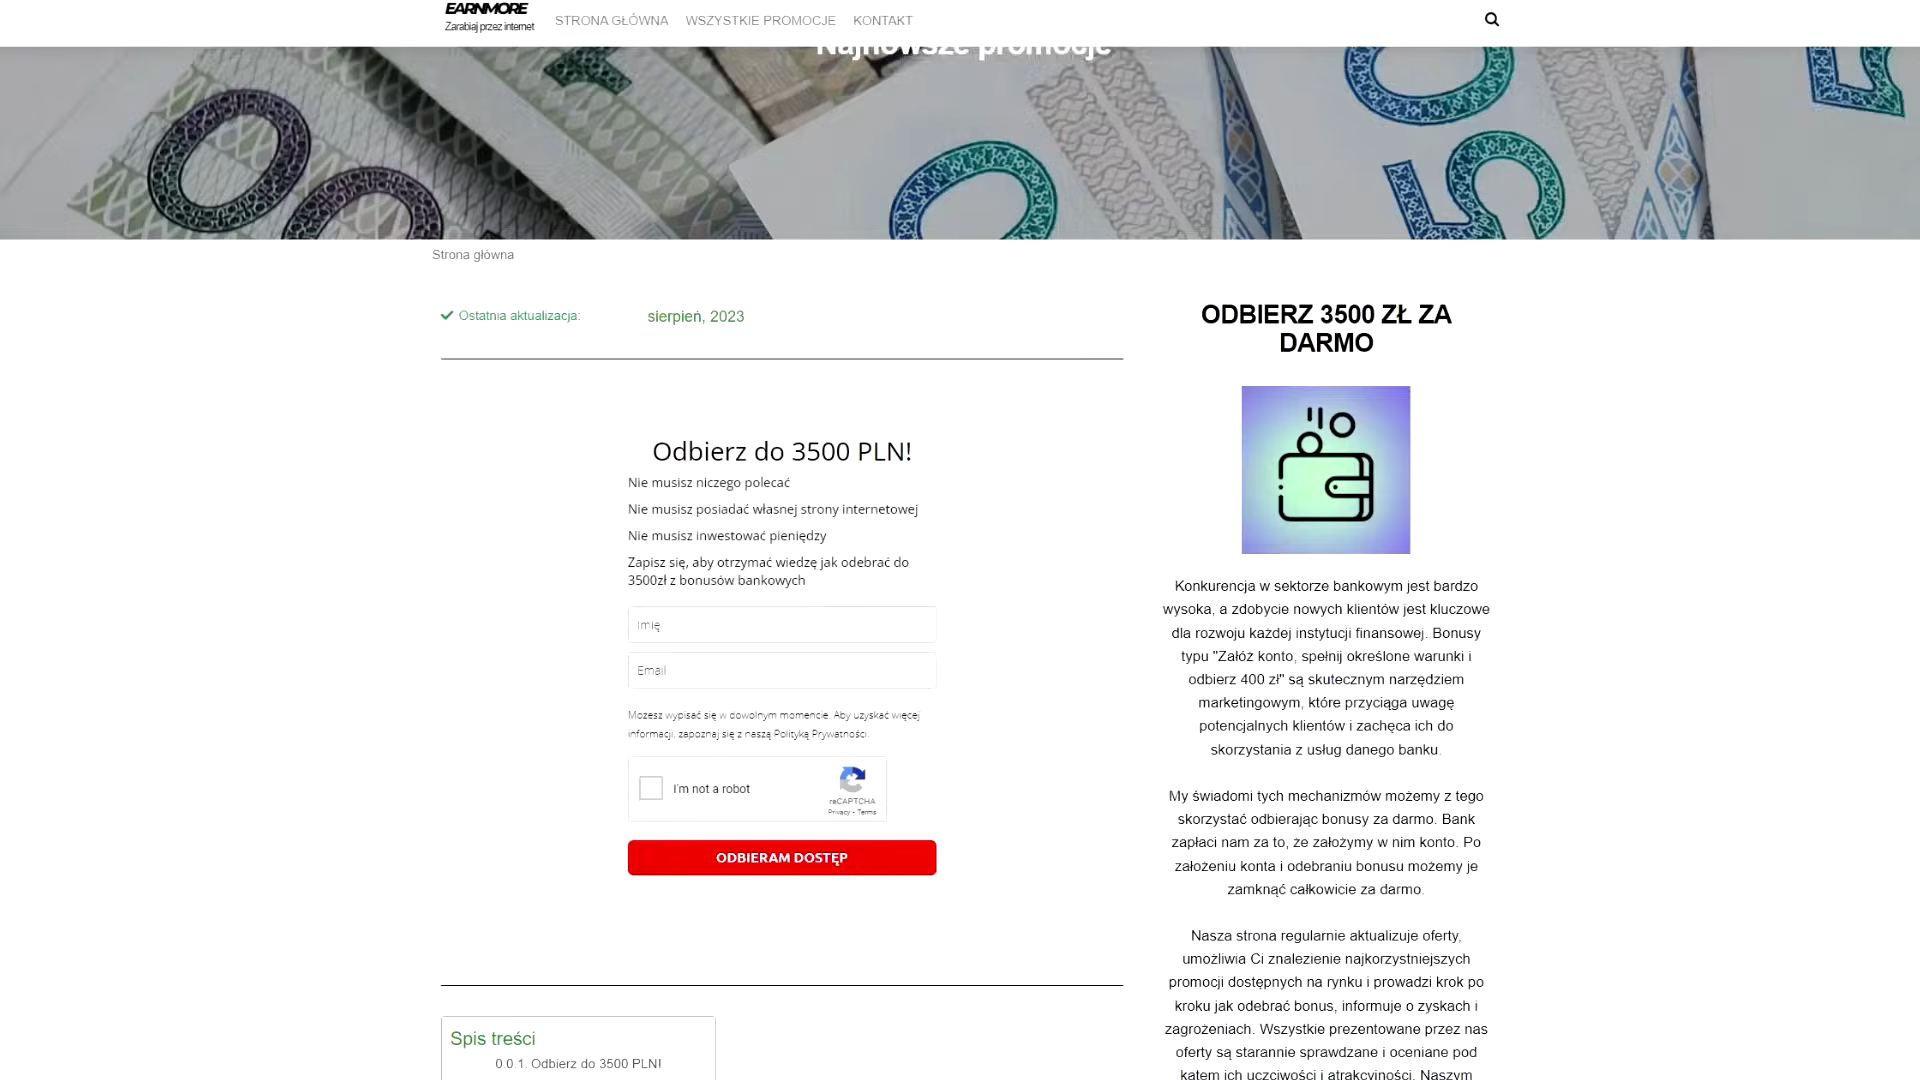 EARNMORE
Zarabiaj przez internet
STRONA GŁÓWNA
WSZYSTKIE PROMOCJE
KONTAKT
Najnowsze promocje
Strona główna
Ostatnia aktualizacja:
sierpień, 2023
Odbierz do 3500 PLN!
Nie musisz niczego polecać
Nie musisz posiadać własnej strony internetowej
Nie musisz inwestować pieniędzy
Zapisz się, aby otrzymać wiedzę jak odebrać do
3500zł z bonusów bankowych
Imię
Email
Możesz wypisać się w dowolnym momencie. Aby uzyskać więcej
informacji, zapoznaj się z naszą Polityką Prywatności.
I'm not a robot
reCAPTCHA
Privacy - Terms
ODBIERAM DOSTĘP
Spis treści
0.0.1. Odbierz do 3500 PLN!
ODBIERZ 3500 ZŁ ZA
DARMO
Konkurencja w sektorze bankowym jest bardzo
wysoka, a zdobycie nowych klientów jest kluczowe
dla rozwoju każdej instytucji finansowej. Bonusy
typu "Załóż konto, spełnij określone warunki i
odbierz 400 zł" są skutecznym narzędziem
marketingowym, które przyciąga uwagę
potencjalnych klientów i zachęca ich do
skorzystania z usług danego banku.
My świadomi tych mechanizmów możemy z tego
skorzystać odbierając bonusy za darmo. Bank
zapłaci nam za to, że założymy w nim konto. Po
założeniu konta i odebraniu bonusu możemy je
zamknąć całkowicie za darmo.
Nasza strona regularnie aktualizuje oferty,
umożliwia Ci znalezienie najkorzystniejszych
promocji dostępnych na rynku i prowadzi krok po
kroku jak odebrać bonus, informuje o zyskach i
zagrożeniach. Wszystkie prezentowane przez nas
oferty są starannie sprawdzane i oceniane pod
kątem ich uczciwości i atrakcyjności. Naszym